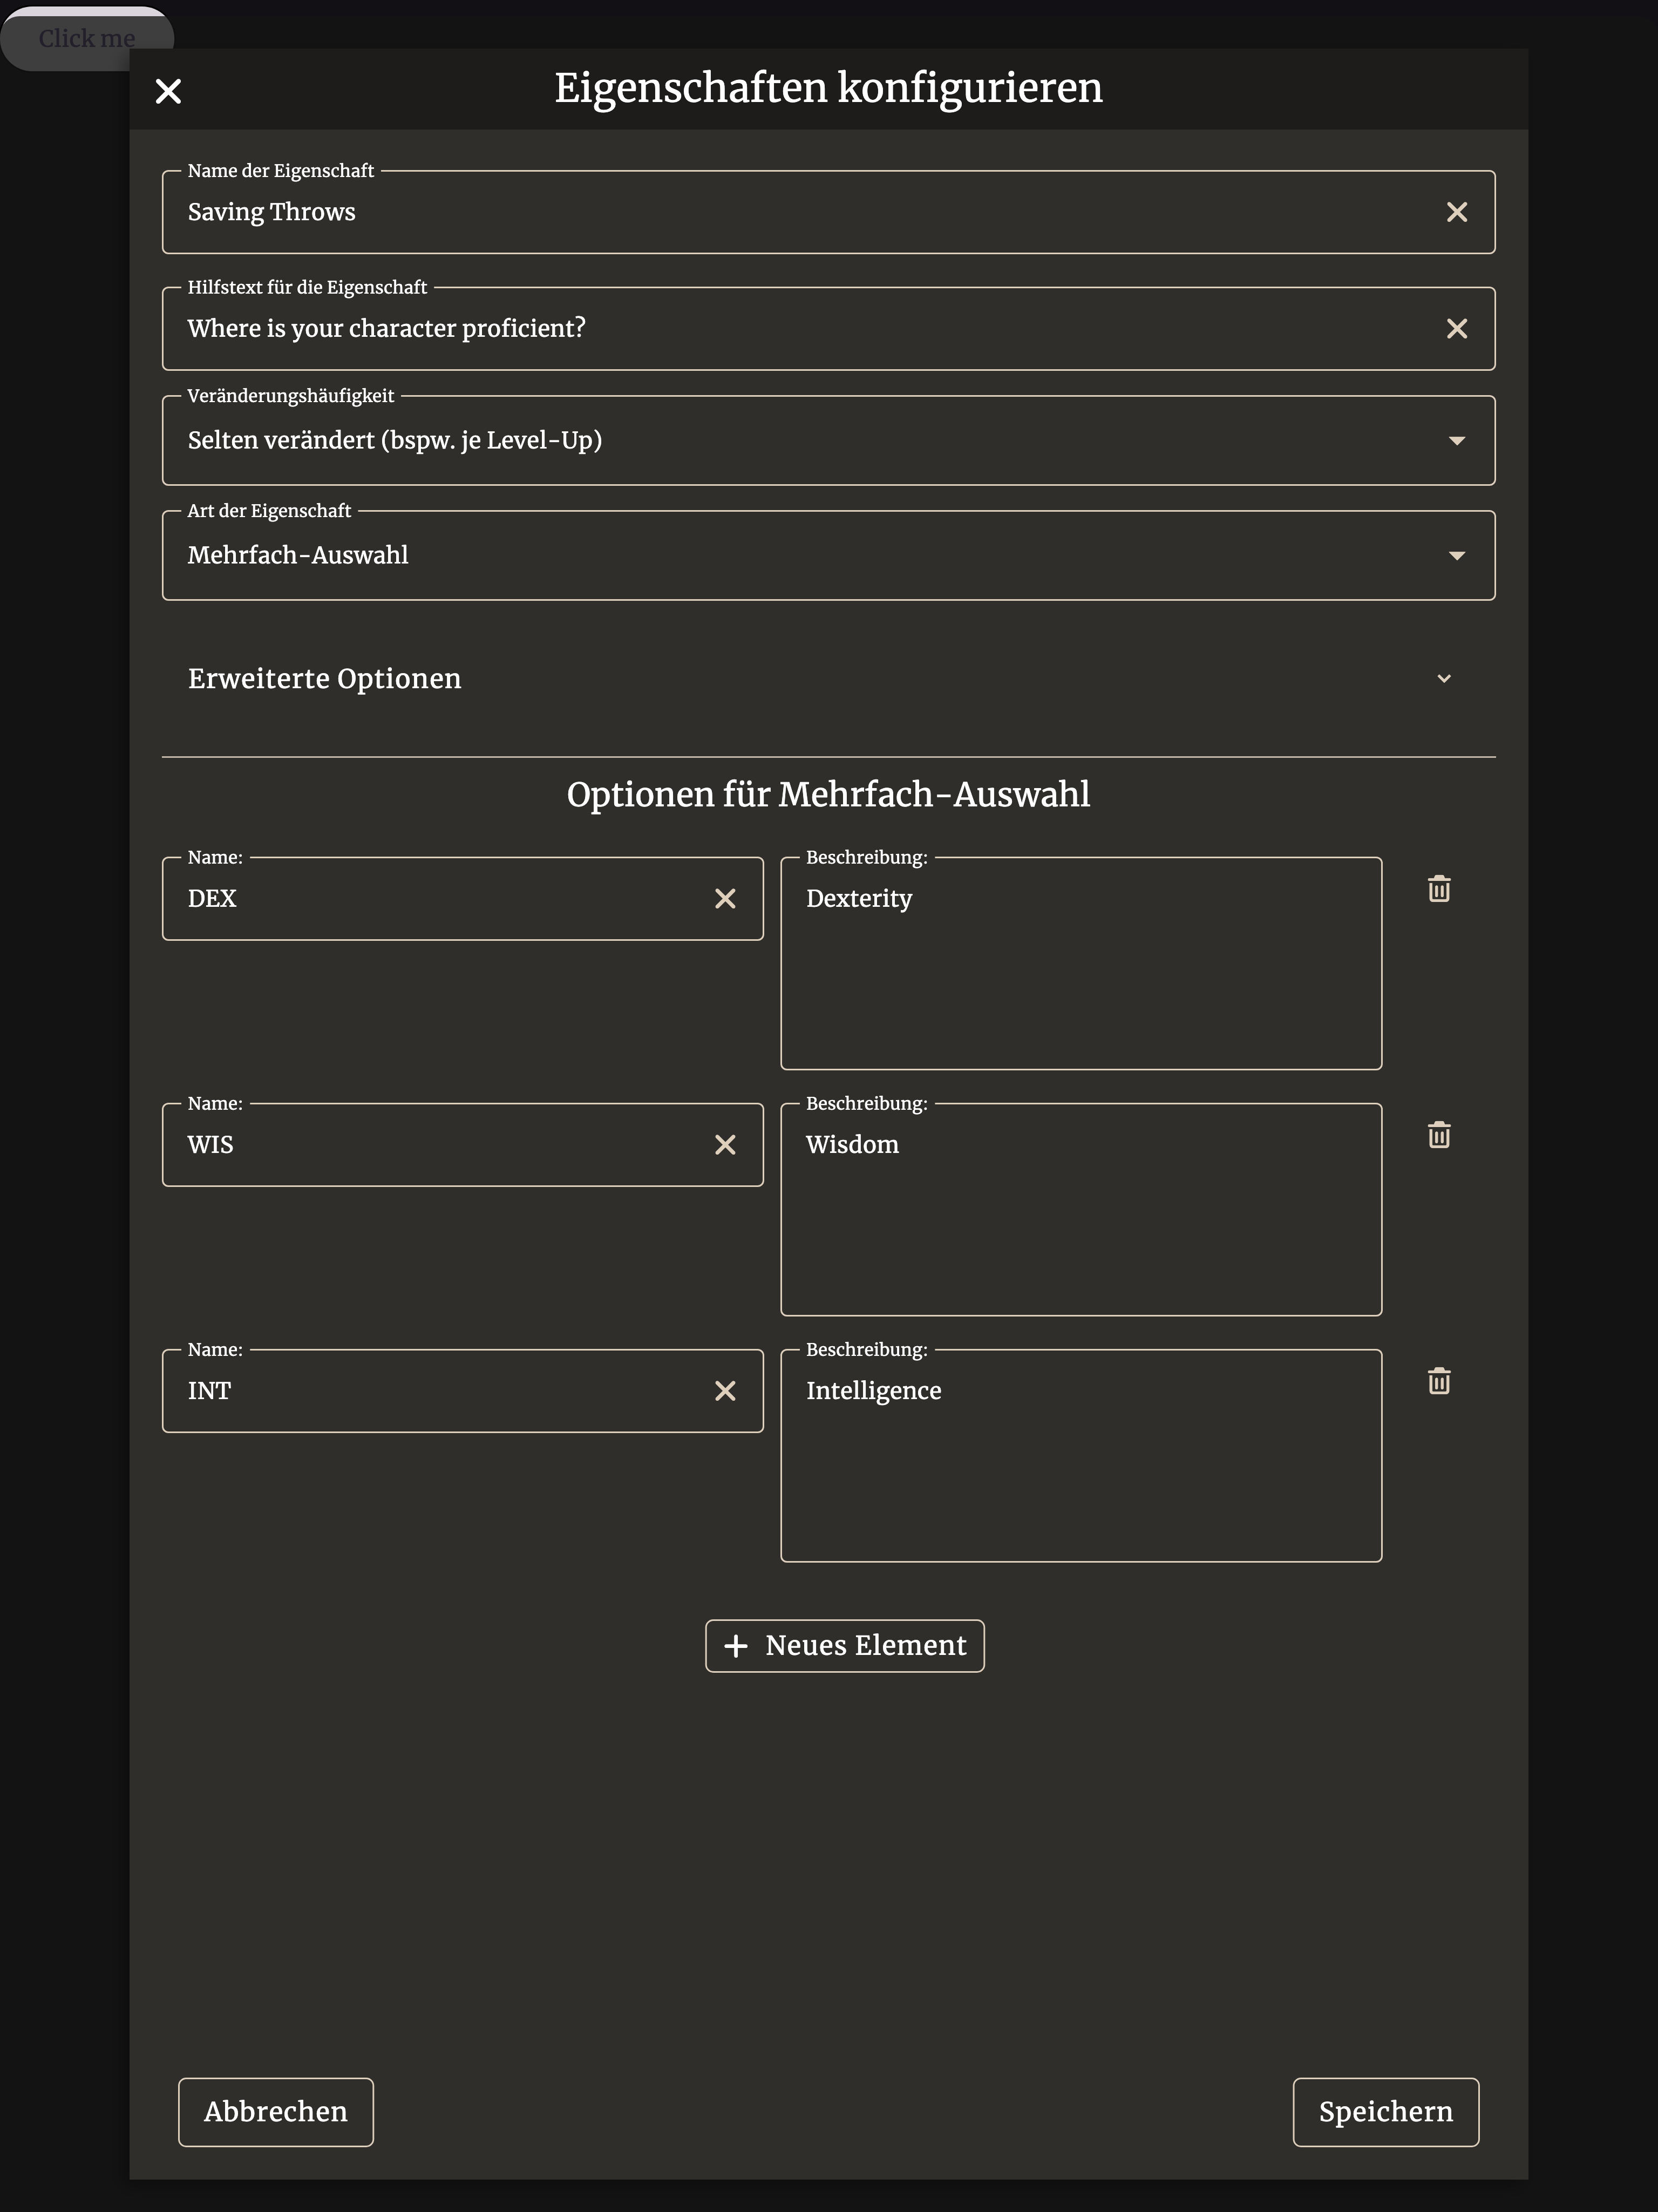 Click me
Eigenschaften konfigurieren
Name der Eigenschaft
Saving Throws
Hilfstext für die Eigenschaft
Where is your character proficient?
Veränderungshäufigkeit
Selten verändert (bspw. je Level-Up)
Art der Eigenschaft
Mehrfach-Auswahl
Erweiterte Optionen
Optionen für Mehrfach-Auswahl
Name:
DEX
Beschreibung:
Dexterity
Name:
WIS
Beschreibung:
Wisdom
Name:
INT
Beschreibung:
Intelligence
Neues Element
Abbrechen
Speichern